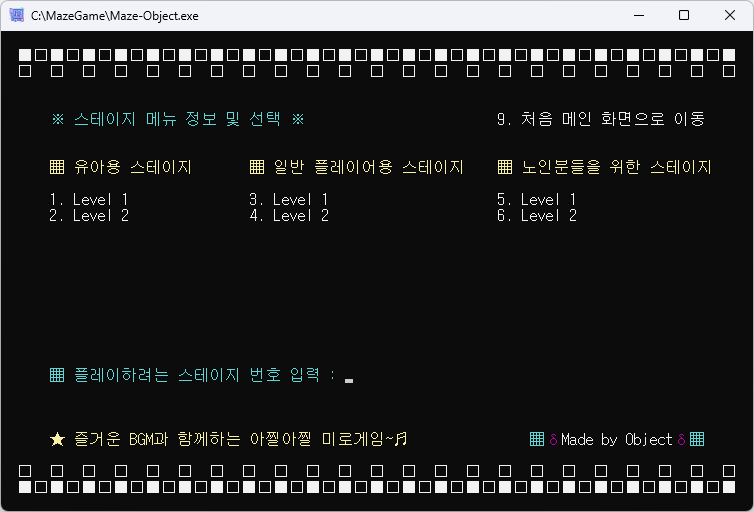 C:\MazeGame\Maze-Object.exe
※ 스테이지 메뉴 정보 및 선택 ※ 9. 처음 메인 화면으로 이동
▦ 유아용 스테이지 ▦ 일반 플레이어용 스테이지 ▦ 노인분들을 위한 스테이지
1. Level 1 3. Level 1 5. Level 1
2. Level 2 4. Level 2 6. Level 2
▦ 플레이하려는 스테이지 번호 입력 :
★ 즐거운 BGM과 함께하는 아찔아찔 미로게임~♬ ▦δMade by Objectδ▦